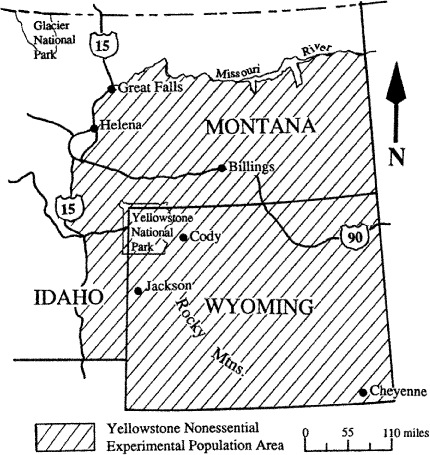 Glacier
National
Park
15
Great Falls
Missouri
River
Helena
MONTANA
N
Billings
15
Yellowstone
National
Park
Cody
90
IDAHO
Jackson
WYOMING
Rocky
Mtns.
Cheyenne
Yellowstone Nonessential
Experimental Population Area
0 55 110 miles